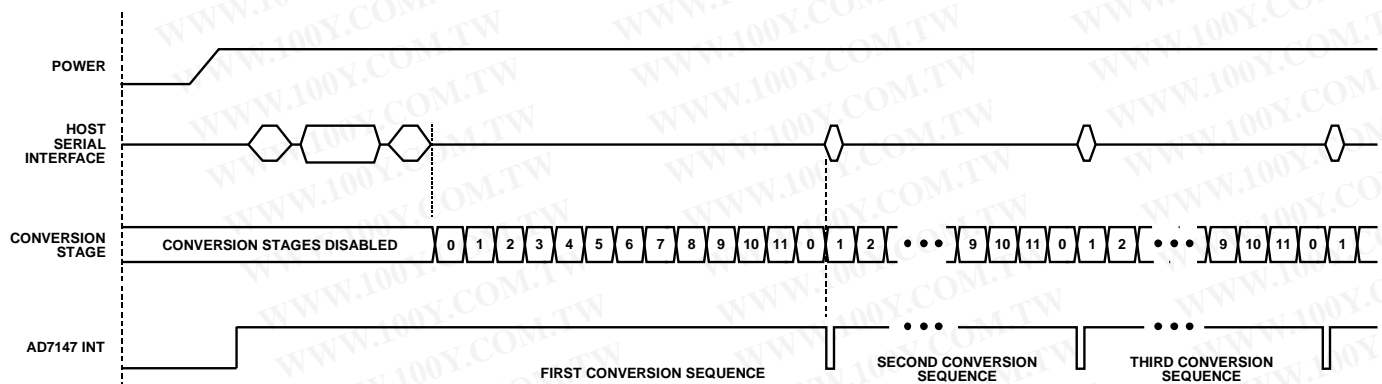 POWER
HOST
SERIAL
INTERFACE
CONVERSION
STAGE
CONVERSION STAGES DISABLED 0 1 2 3 4 5 6 7 8 9 10 11 0 1 2 ••• 9 10 11 0 1 2 ••• 9 10 11 0 1
AD7147 INT
•••
•••
FIRST CONVERSION SEQUENCE
SECOND CONVERSION
SEQUENCE
THIRD CONVERSION
SEQUENCE
WWW.100Y.COM.TW